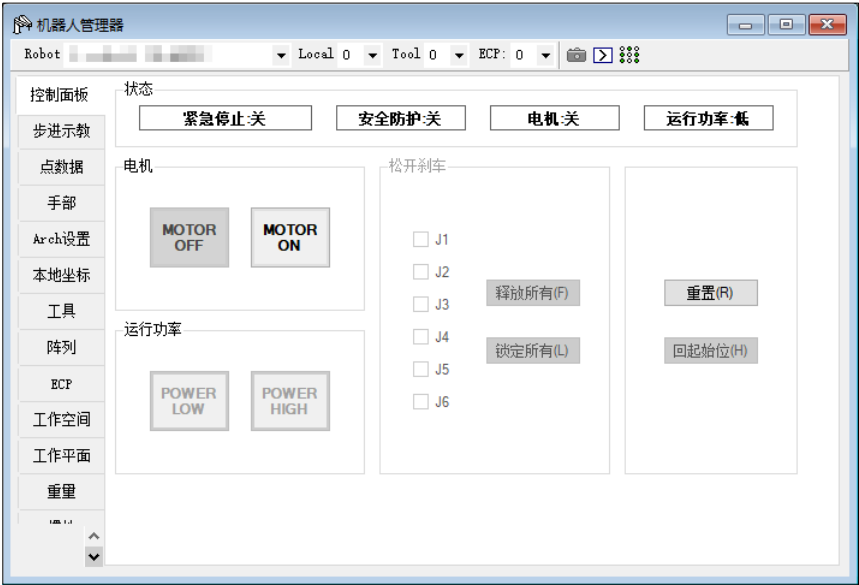 机器人管理器
Robot
Local 0
Tool 0
ECP: 0
控制面板
步进示教
点数据
手部
Arch设置
本地坐标
工具
阵列
ECP
工作空间
工作平面
重量
状态
紧急停止:关
安全防护:关
电机:关
运行功率:低
电机
MOTOR
OFF
MOTOR
ON
运行功率
POWER
LOW
POWER
HIGH
松开刹车
J1
J2
J3
J4
J5
J6
释放所有(F)
锁定所有(L)
重置(R)
回起始位(H)